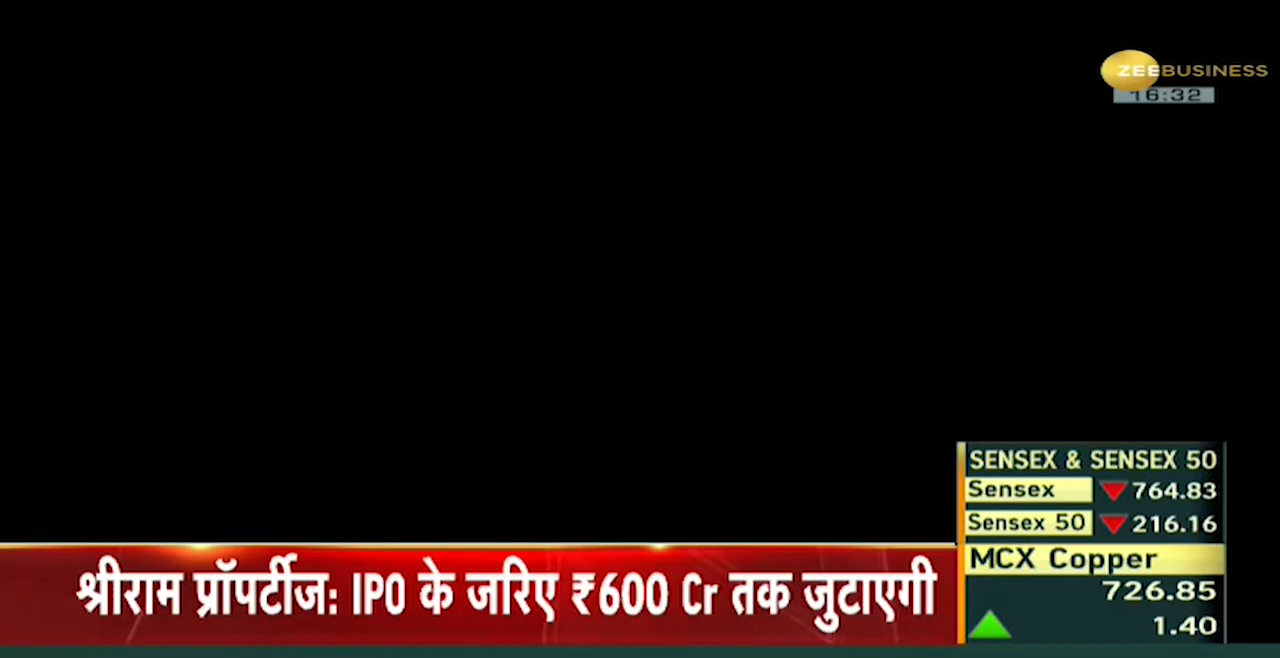 ZEEBUSINESS
16:32
SENSEX & SENSEX 50
Sensex 764.83
Sensex 50 216.16
MCX Copper
726.85
1.40
श्रीराम प्रॉपर्टीज: IPO के जरिए ₹600 Cr तक जुटाएगी